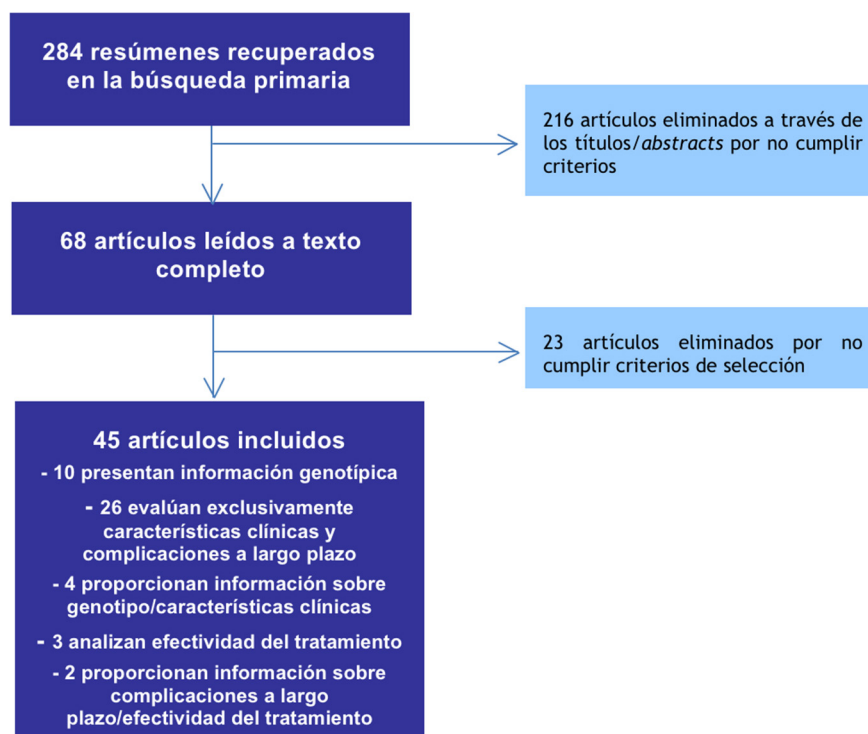 284 resúmenes recuperados
en la búsqueda primaria
216 artículos eliminados a través de
los títulos/abstracts por no cumplir
criterios
68 artículos leídos a texto
completo
23 artículos eliminados por no
cumplir criterios de selección
45 artículos incluidos
- 10 presentan información genotípica
- 26 evalúan exclusivamente
características clínicas y
complicaciones a largo plazo
- 4 proporcionan información sobre
genotipo/características clínicas
- 3 analizan efectividad del tratamiento
- 2 proporcionan información sobre
complicaciones a largo
plazo/efectividad del tratamiento